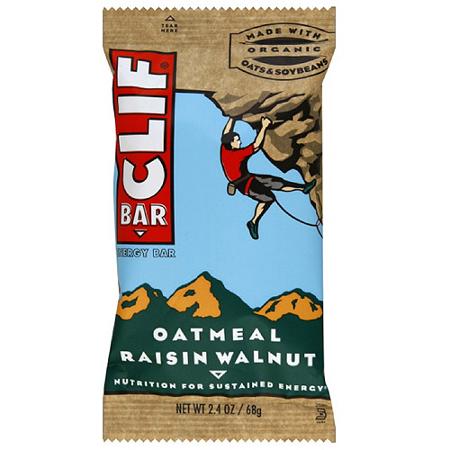 TEAR
HERE
MADE WITH
ORGANIC
OATS & SOYBEANS
CLIF
BAR
ENERGY BAR
OATMEAL
RAISIN WALNUT
NUTRITION FOR SUSTAINED ENERGY®
NET WT 2.4 OZ / 68g